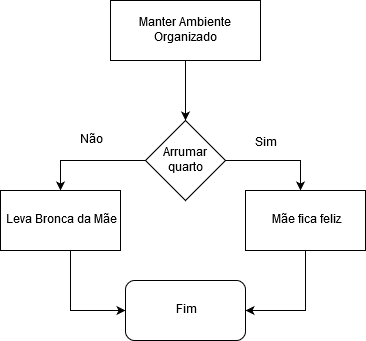 Manter Ambiente
Organizado
Não
Arrumar
quarto
Sim
Leva Bronca da Mãe
Mãe fica feliz
Fim